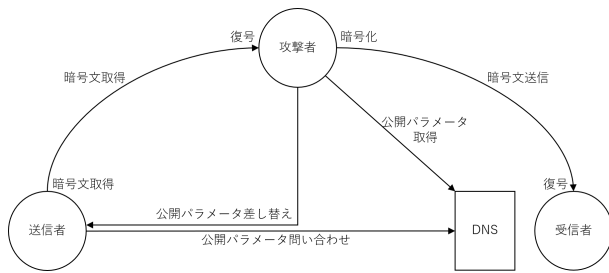 復号
攻撃者
暗号化
暗号文取得
暗号文送信
公開パラメータ
取得
暗号文取得
復号
公開パラメータ差し替え
送信者
公開パラメータ問い合わせ
DNS
受信者